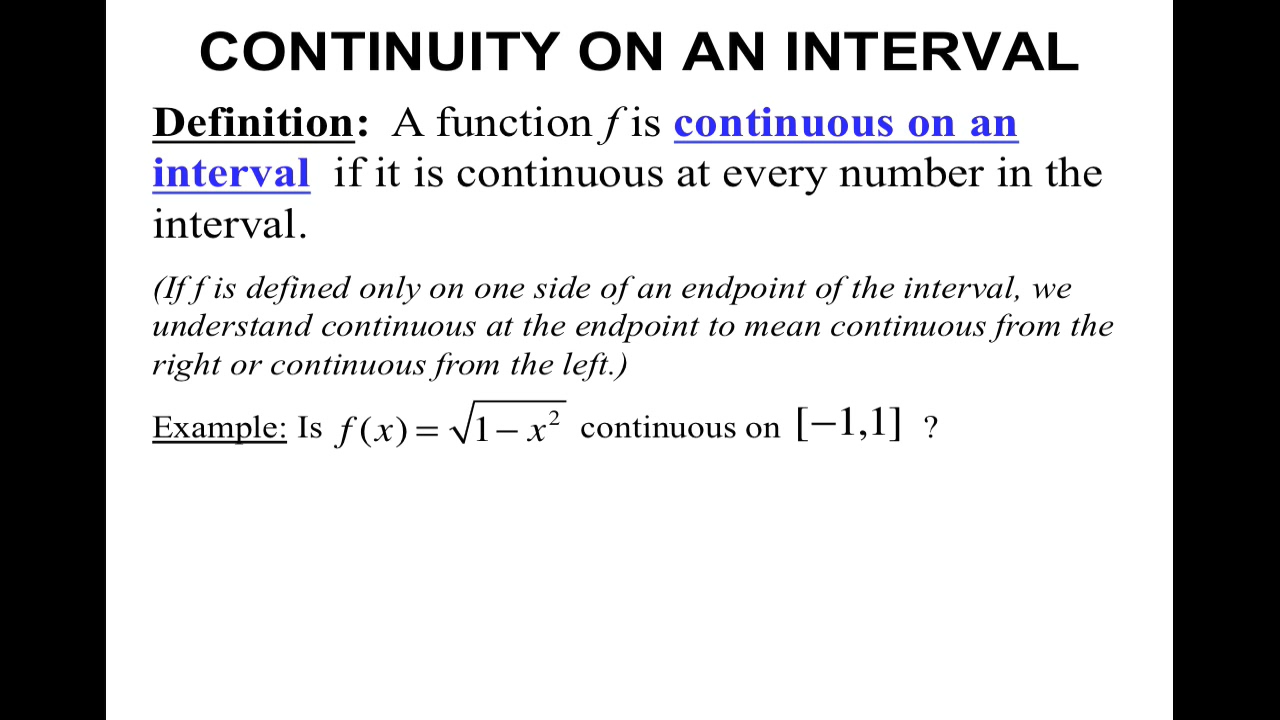 CONTINUITY ON AN INTERVAL
Definition: A function f is continuous on an
interval if it is continuous at every number in the
interval.
(If f is defined only on one side of an endpoint of the interval, we
understand continuous at the endpoint to mean continuous from the
right or continuous from the left.)
Example: Is f(x) = √1 − x² continuous on [−1,1] ?